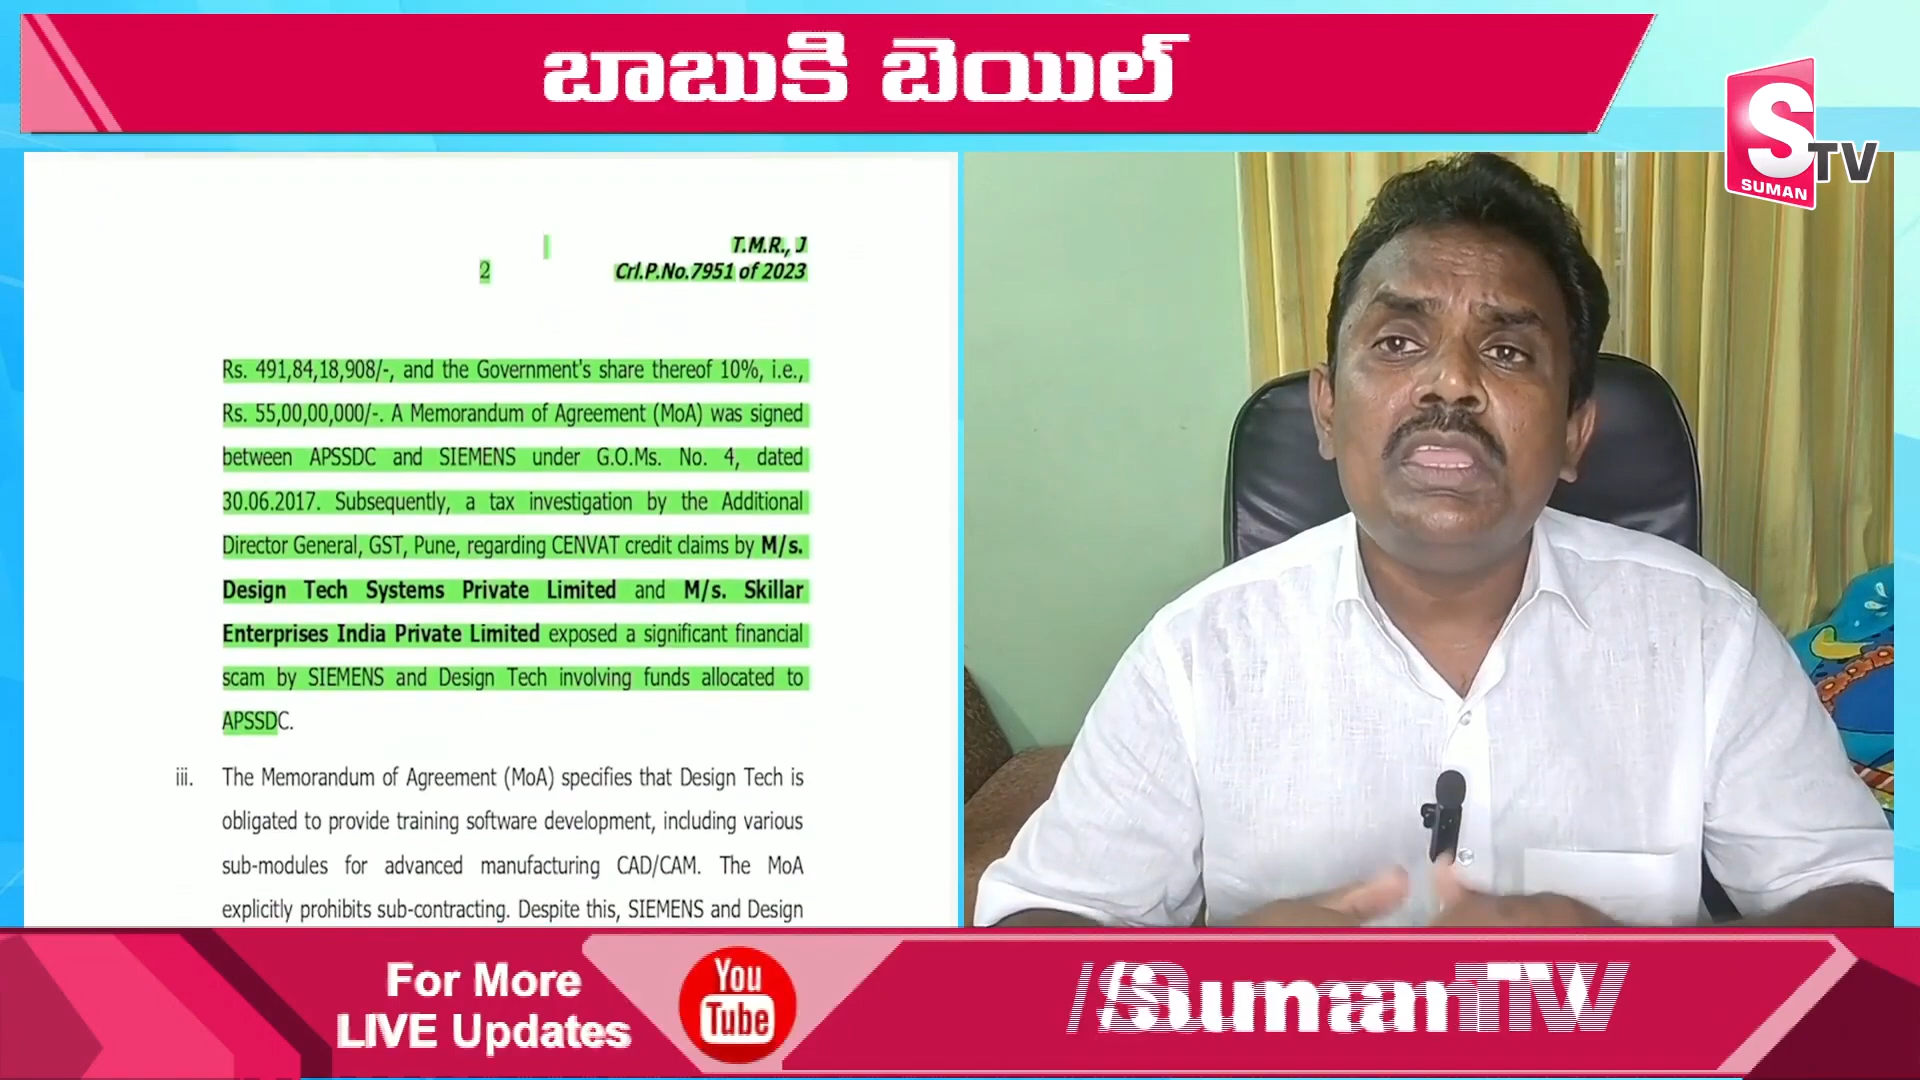 బాబుకి బెయిల్
S TV
SUMAN
T.M.R., J
2 Crl.P.No.7951 of 2023
Rs. 491,84,18,908/-, and the Government's share thereof 10%, i.e.,
Rs. 55,00,00,000/-. A Memorandum of Agreement (MoA) was signed
between APSSDC and SIEMENS under G.O.Ms. No. 4, dated
30.06.2017. Subsequently, a tax investigation by the Additional
Director General, GST, Pune, regarding CENVAT credit claims by M/s.
Design Tech Systems Private Limited and M/s. Skillar
Enterprises India Private Limited exposed a significant financial
scam by SIEMENS and Design Tech involving funds allocated to
APSSDC.
iii. The Memorandum of Agreement (MoA) specifies that Design Tech is
obligated to provide training software development, including various
sub-modules for advanced manufacturing CAD/CAM. The MoA
explicitly prohibits sub-contracting. Despite this, SIEMENS and Design
For More
LIVE Updates
You
Tube
/SumanTV